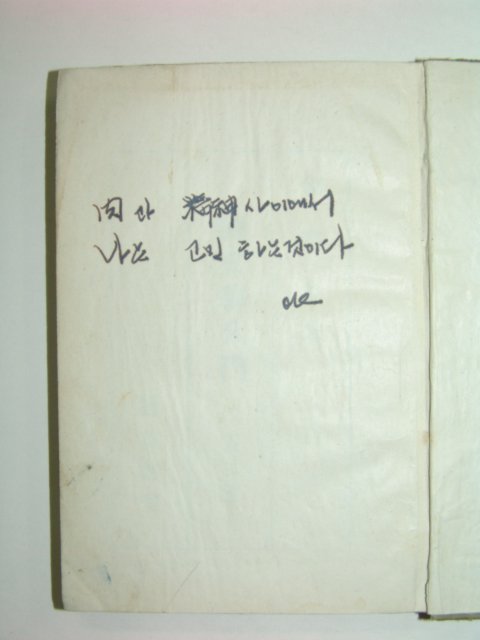 肉과 精神 사이에서
나는 고민 하는것이다